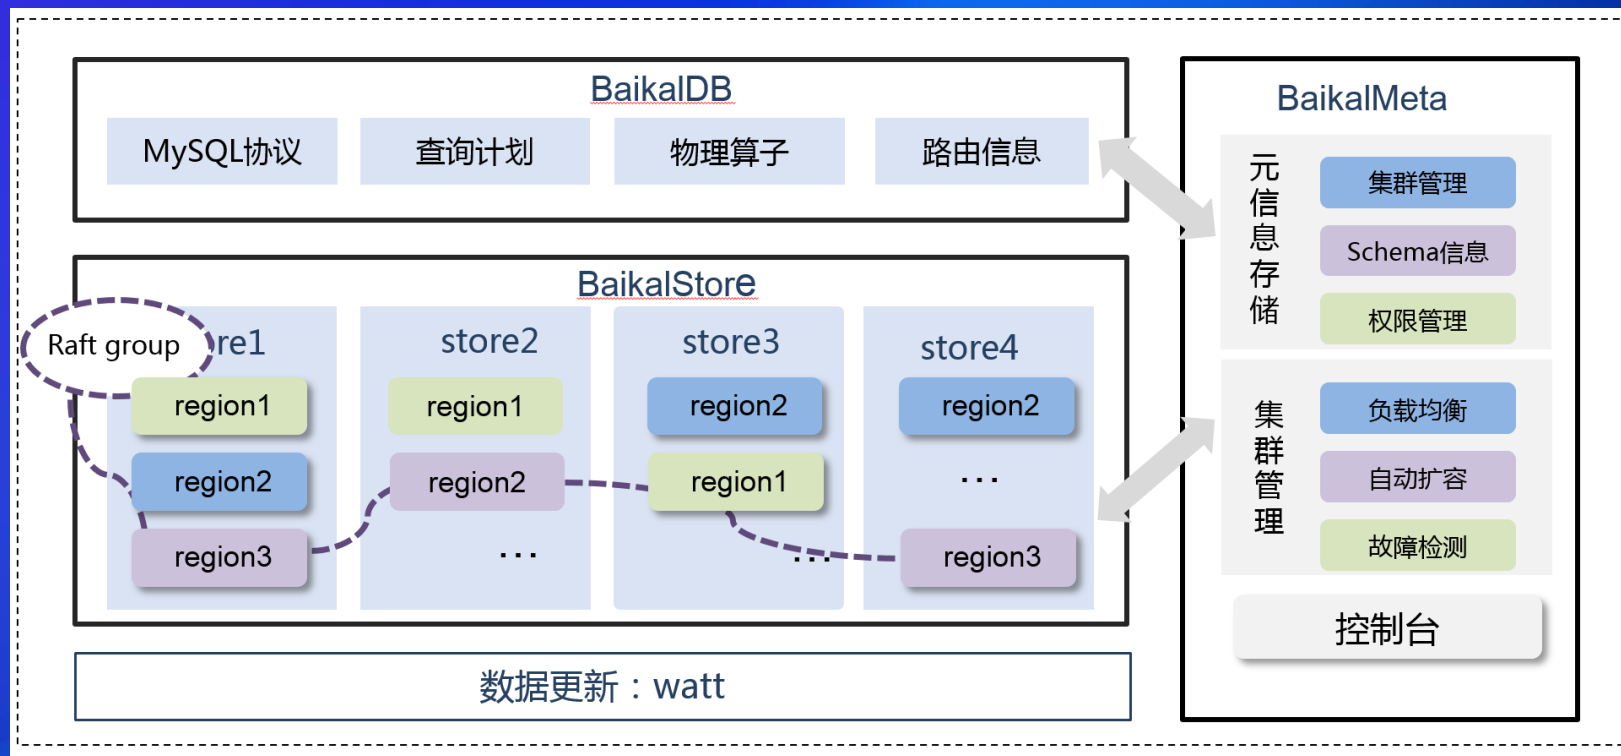 BaikalDB
MySQL协议
查询计划
物理算子
路由信息
BaikalStore
Raft group
re1
region1
region2
region3
store2
region1
region2
...
store3
region2
region1
...
store4
region2
...
region3
数据更新：watt
BaikalMeta
元信息存储
集群管理
Schema信息
权限管理
集群管理
负载均衡
自动扩容
故障检测
控制台